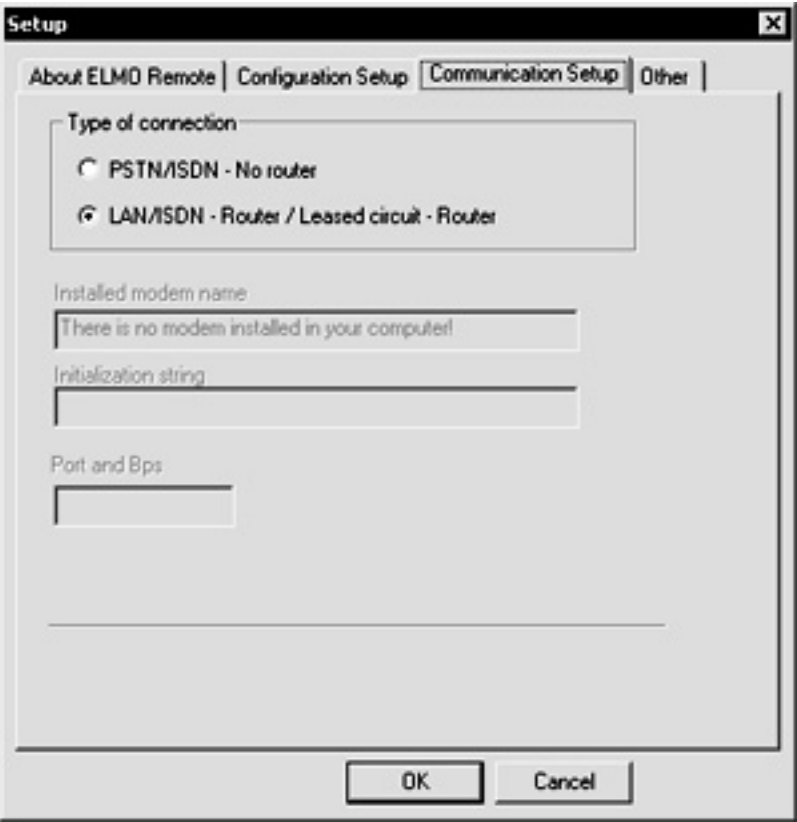 Setup
About ELMO Remote Configuration Setup Communication Setup Other
Type of connection
PSTN/ISDN - No router
LAN/ISDN - Router / Leased circuit - Router
Installed modem name
There is no modem installed in your computer!
Initialization string
Port and Bps
OK Cancel